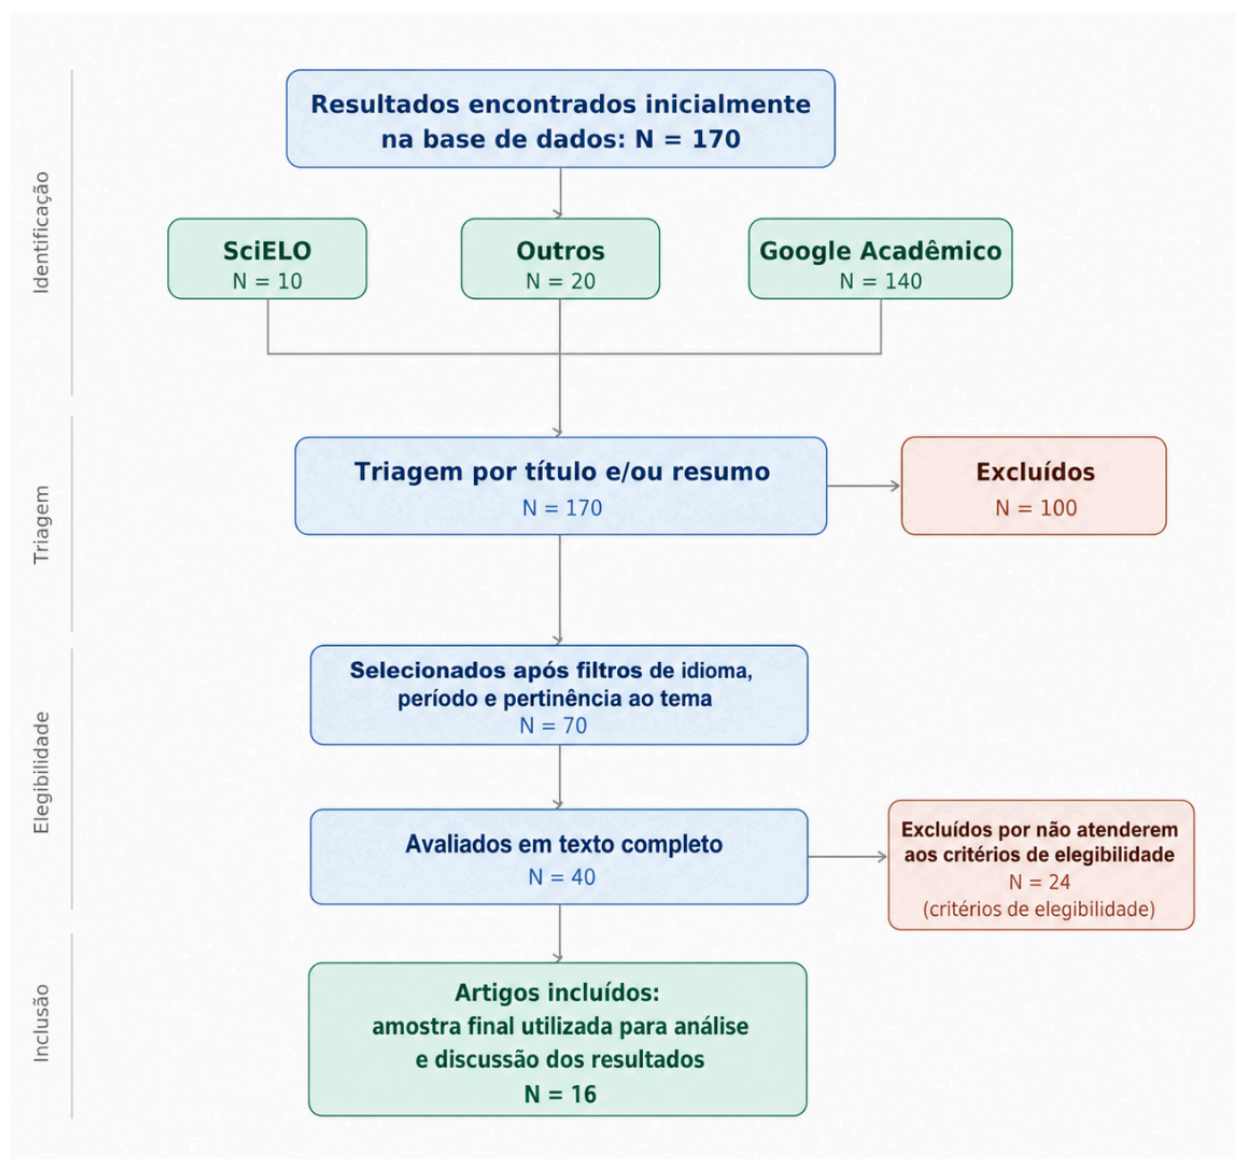 Identificação
Resultados encontrados inicialmente
na base de dados: N = 170
SciELO
N = 10
Outros
N = 20
Google Acadêmico
N = 140
Triagem
Triagem por título e/ou resumo
N = 170
Excluídos
N = 100
Elegibilidade
Selecionados após filtros de idioma,
período e pertinência ao tema
N = 70
Avaliados em texto completo
N = 40
Excluídos por não atenderem
aos critérios de elegibilidade
N = 24
(critérios de elegibilidade)
Inclusão
Artigos incluídos:
amostra final utilizada para análise
e discussão dos resultados
N = 16